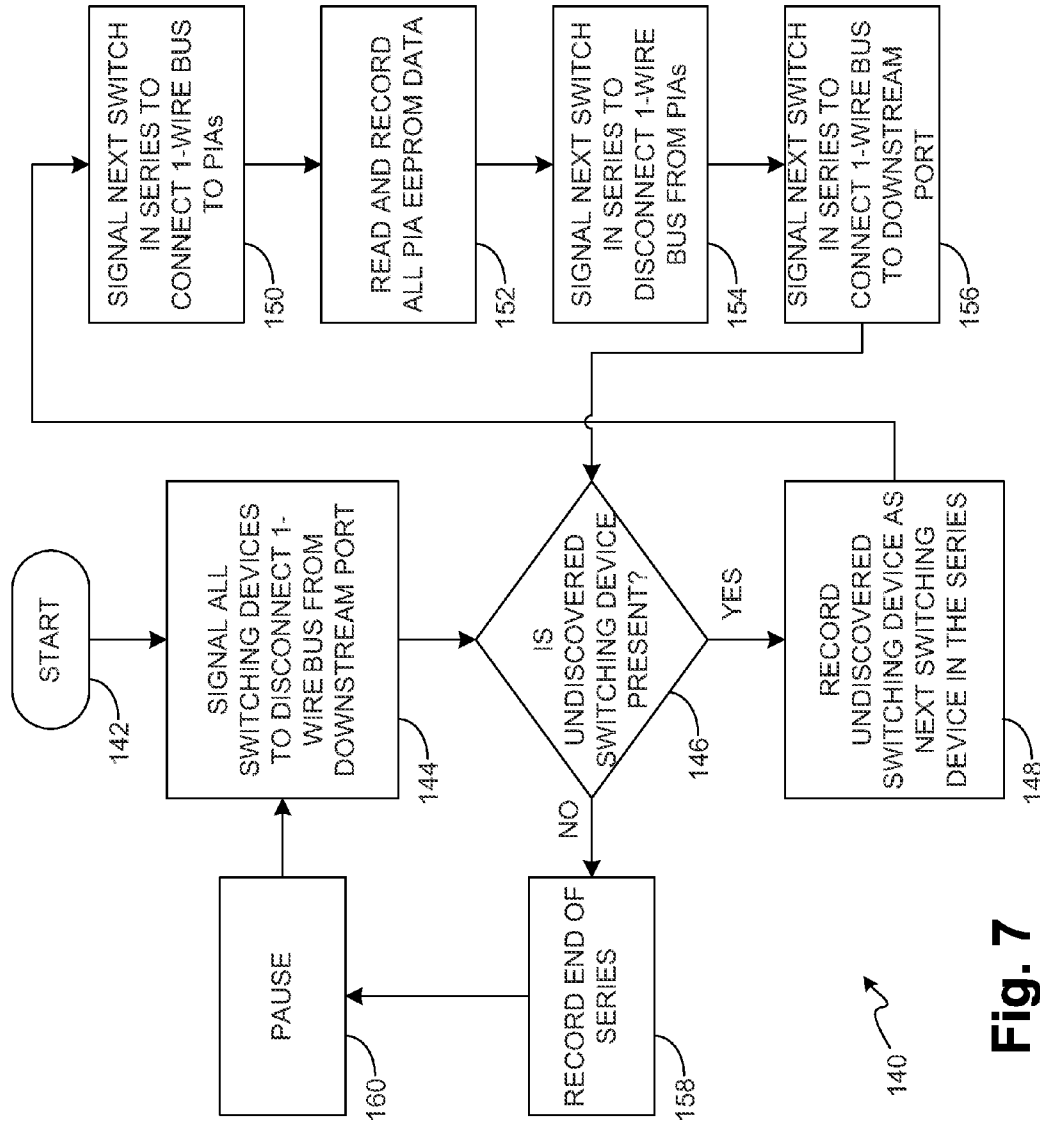 START
142
SIGNAL ALL
SWITCHING DEVICES
TO DISCONNECT 1-
WIRE BUS FROM
DOWNSTREAM PORT
144
IS
UNDISCOVERED
SWITCHING DEVICE
PRESENT?
146
YES
NO
RECORD
UNDISCOVERED
SWITCHING DEVICE AS
NEXT SWITCHING
DEVICE IN THE SERIES
148
SIGNAL NEXT SWITCH
IN SERIES TO
CONNECT 1-WIRE BUS
TO PIAs
150
READ AND RECORD
ALL PIA EEPROM DATA
152
SIGNAL NEXT SWITCH
IN SERIES TO
DISCONNECT 1-WIRE
BUS FROM PIAs
154
SIGNAL NEXT SWITCH
IN SERIES TO
CONNECT 1-WIRE BUS
TO DOWNSTREAM
PORT
156
RECORD END OF
SERIES
158
PAUSE
160
140
Fig. 7